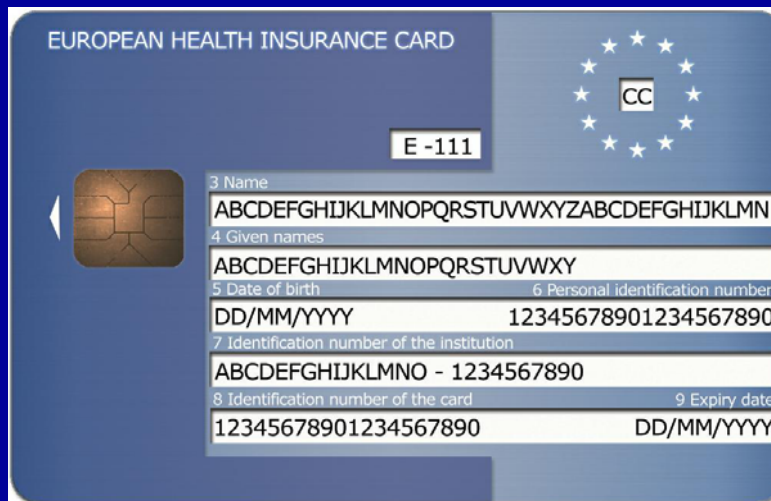 EUROPEAN HEALTH INSURANCE CARD
CC
E -111
3 Name
ABCDEFGHIJKLMNOPQRSTUVWXYZABCDEFGHIJKLMN
4 Given names
ABCDEFGHIJKLMNOPQRSTUVWXY
5 Date of birth 6 Personal identification number
DD/MM/YYYY 12345678901234567890
7 Identification number of the institution
ABCDEFGHIJKLMNO - 1234567890
8 Identification number of the card 9 Expiry date
12345678901234567890 DD/MM/YYYY